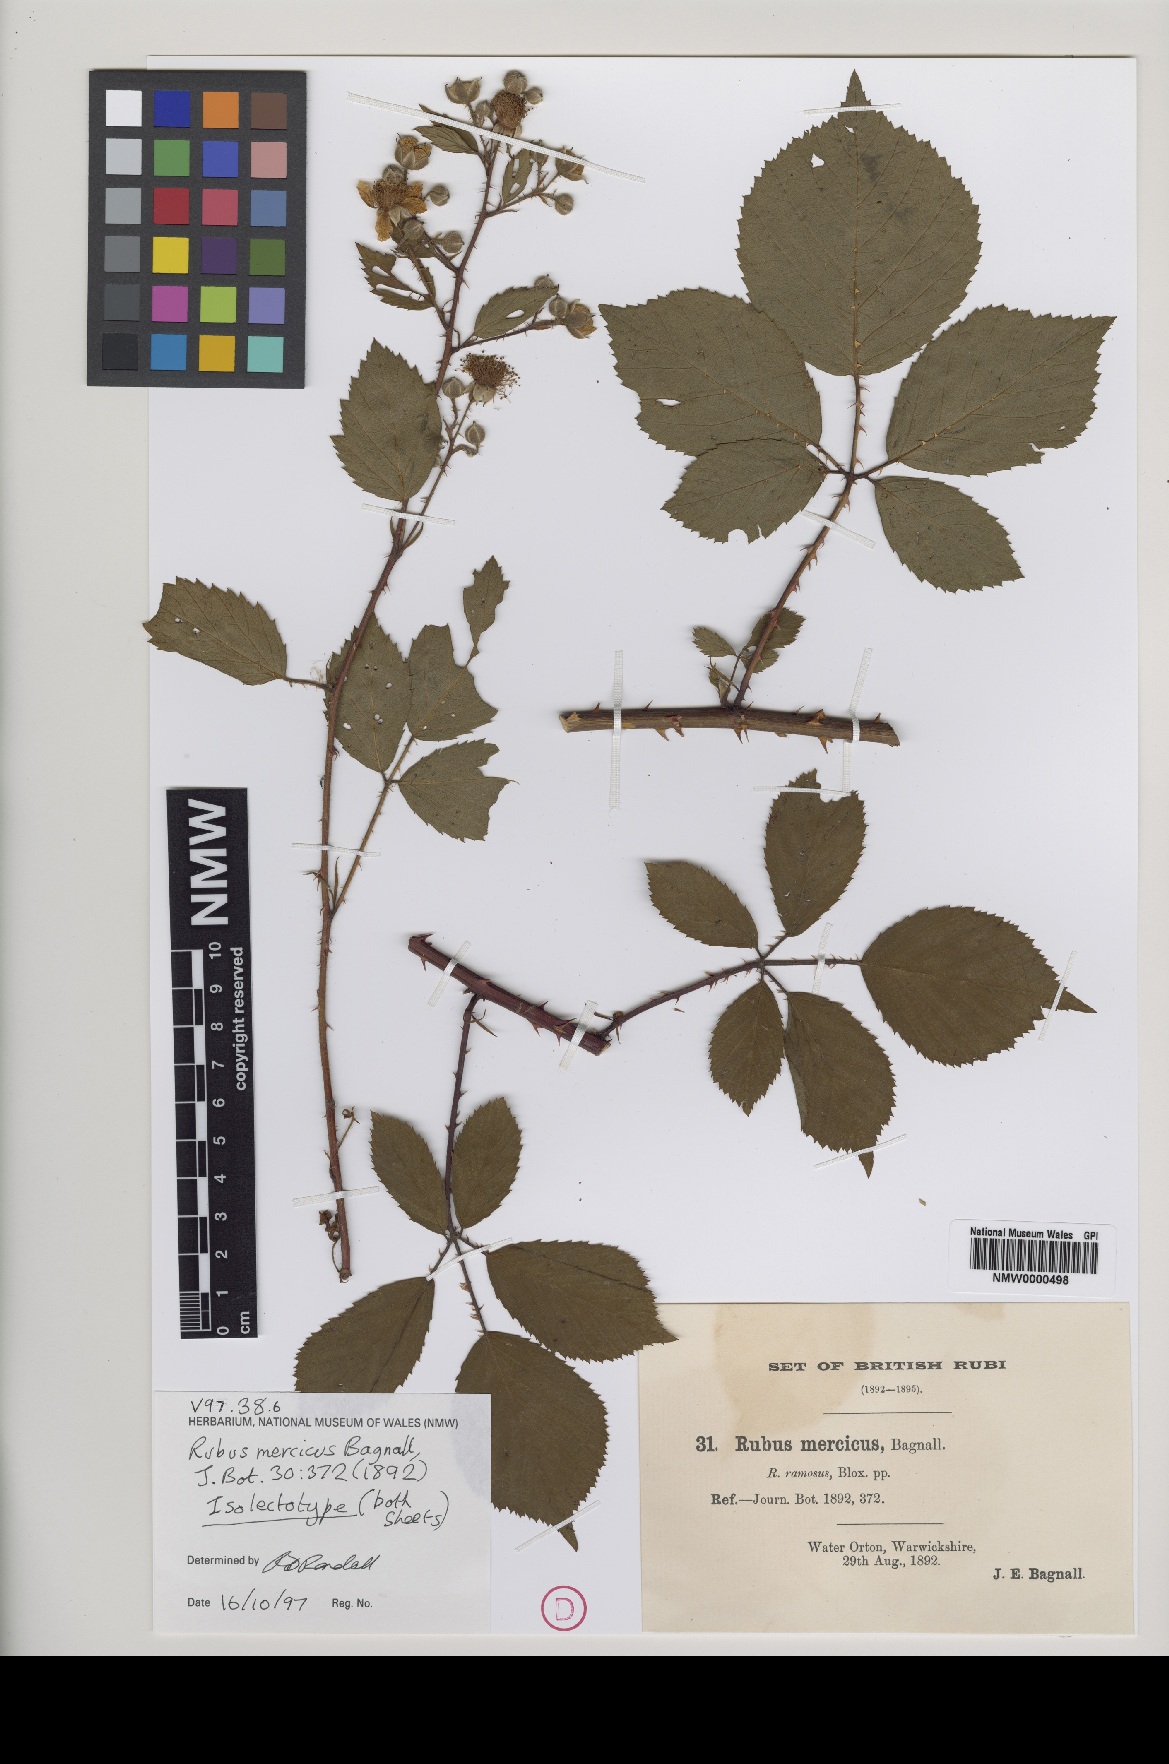 NMW
copyright reserved
0 1 2 3 4 5 6 7 8 9 10
cm
National Museum Wales GPI
NMW0000498
SET OF BRITISH RUBI
(1892—1895).
31. Rubus mercicus, Bagnall.
R. ramosus, Blox. pp.
Ref.—Journ. Bot. 1892, 372.
Water Orton, Warwickshire,
29th Aug., 1892.
J. E. Bagnall.
V97.38.6
HERBARIUM, NATIONAL MUSEUM OF WALES (NMW)
Rubus mercicus Bagnall,
J. Bot. 30:372 (1892)
Isolectotype (both
sheets)
Determined by RD Randall
Date 16/10/97 Reg. No.
D